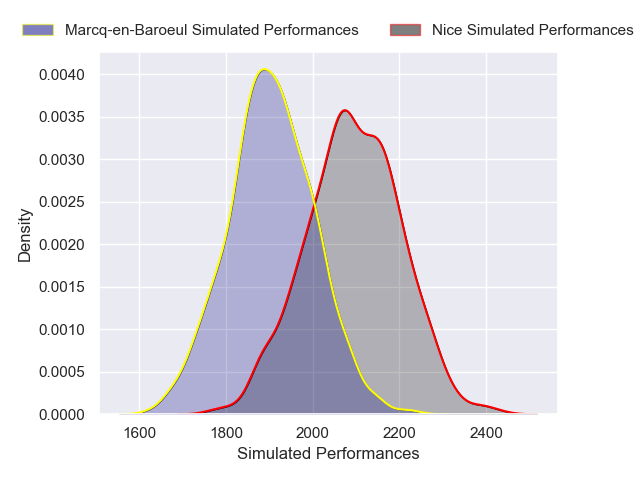 Marcq-en-Baroeul Simulated Performances
Nice Simulated Performances
0.0040
0.0035
0.0030
0.0025
0.0020
0.0015
0.0010
0.0005
0.0000
Density
1600 1800 2000 2200 2400
Simulated Performances